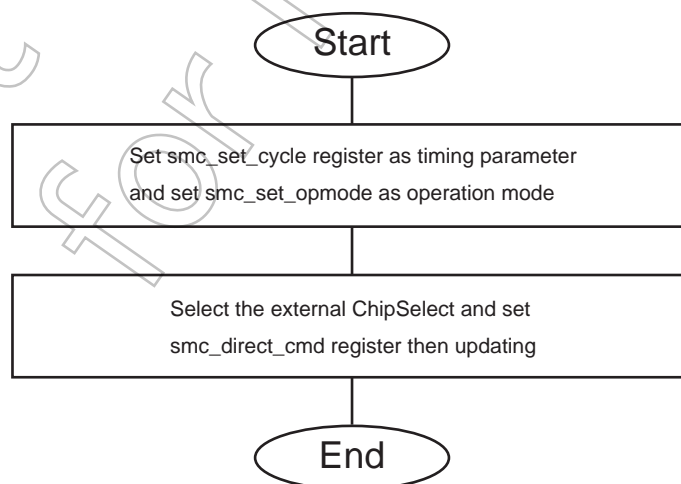 Start
Set smc_set_cycle register as timing parameter
and set smc_set_opmode as operation mode
Select the external ChipSelect and set
smc_direct_cmd register then updating
End
for